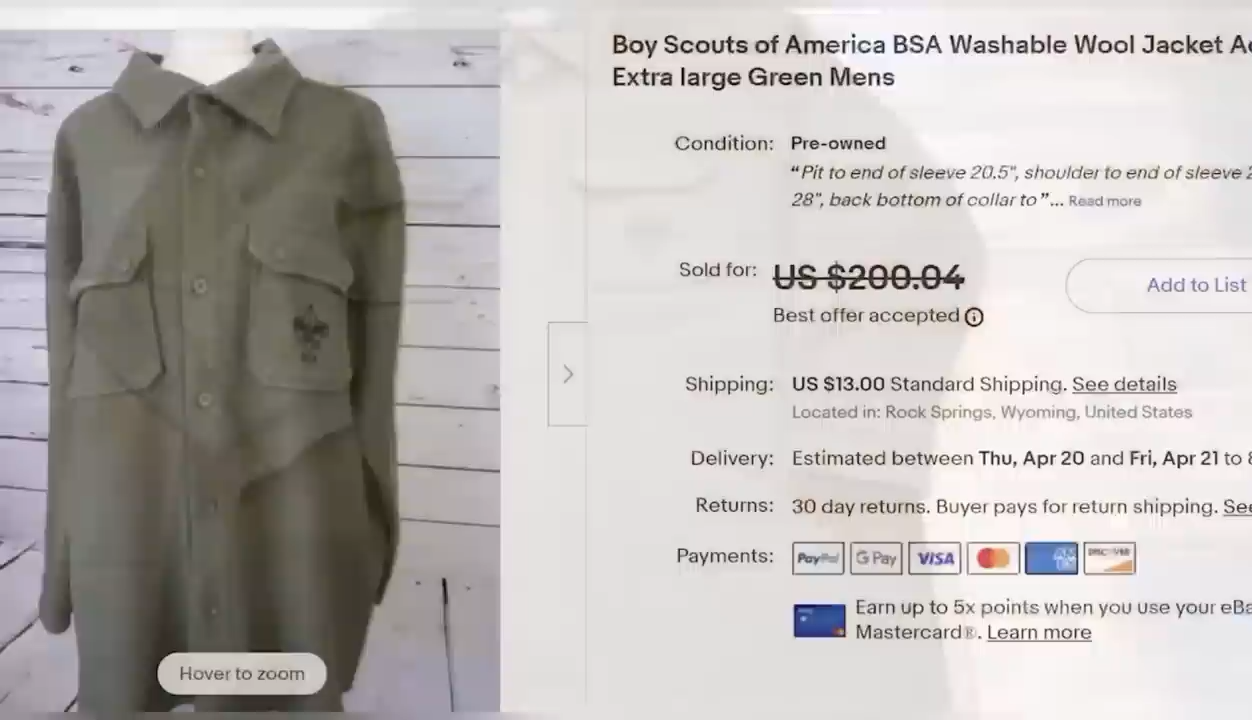 Boy Scouts of America BSA Washable Wool Jacket
Extra large Green Mens
Condition: Pre-owned
“Pit to end of sleeve 20.5", shoulder to end of sleeve
28", back bottom of collar to”... Read more
Sold for: US $200.04
Add to List
Best offer accepted
Shipping: US $13.00 Standard Shipping. See details
Located in: Rock Springs, Wyoming, United States
Delivery: Estimated between Thu, Apr 20 and Fri, Apr 21 to
Returns: 30 day returns. Buyer pays for return shipping. See
Payments: PayPal G Pay VISA DISCOVER
Earn up to 5x points when you use your
Mastercard®. Learn more
Hover to zoom